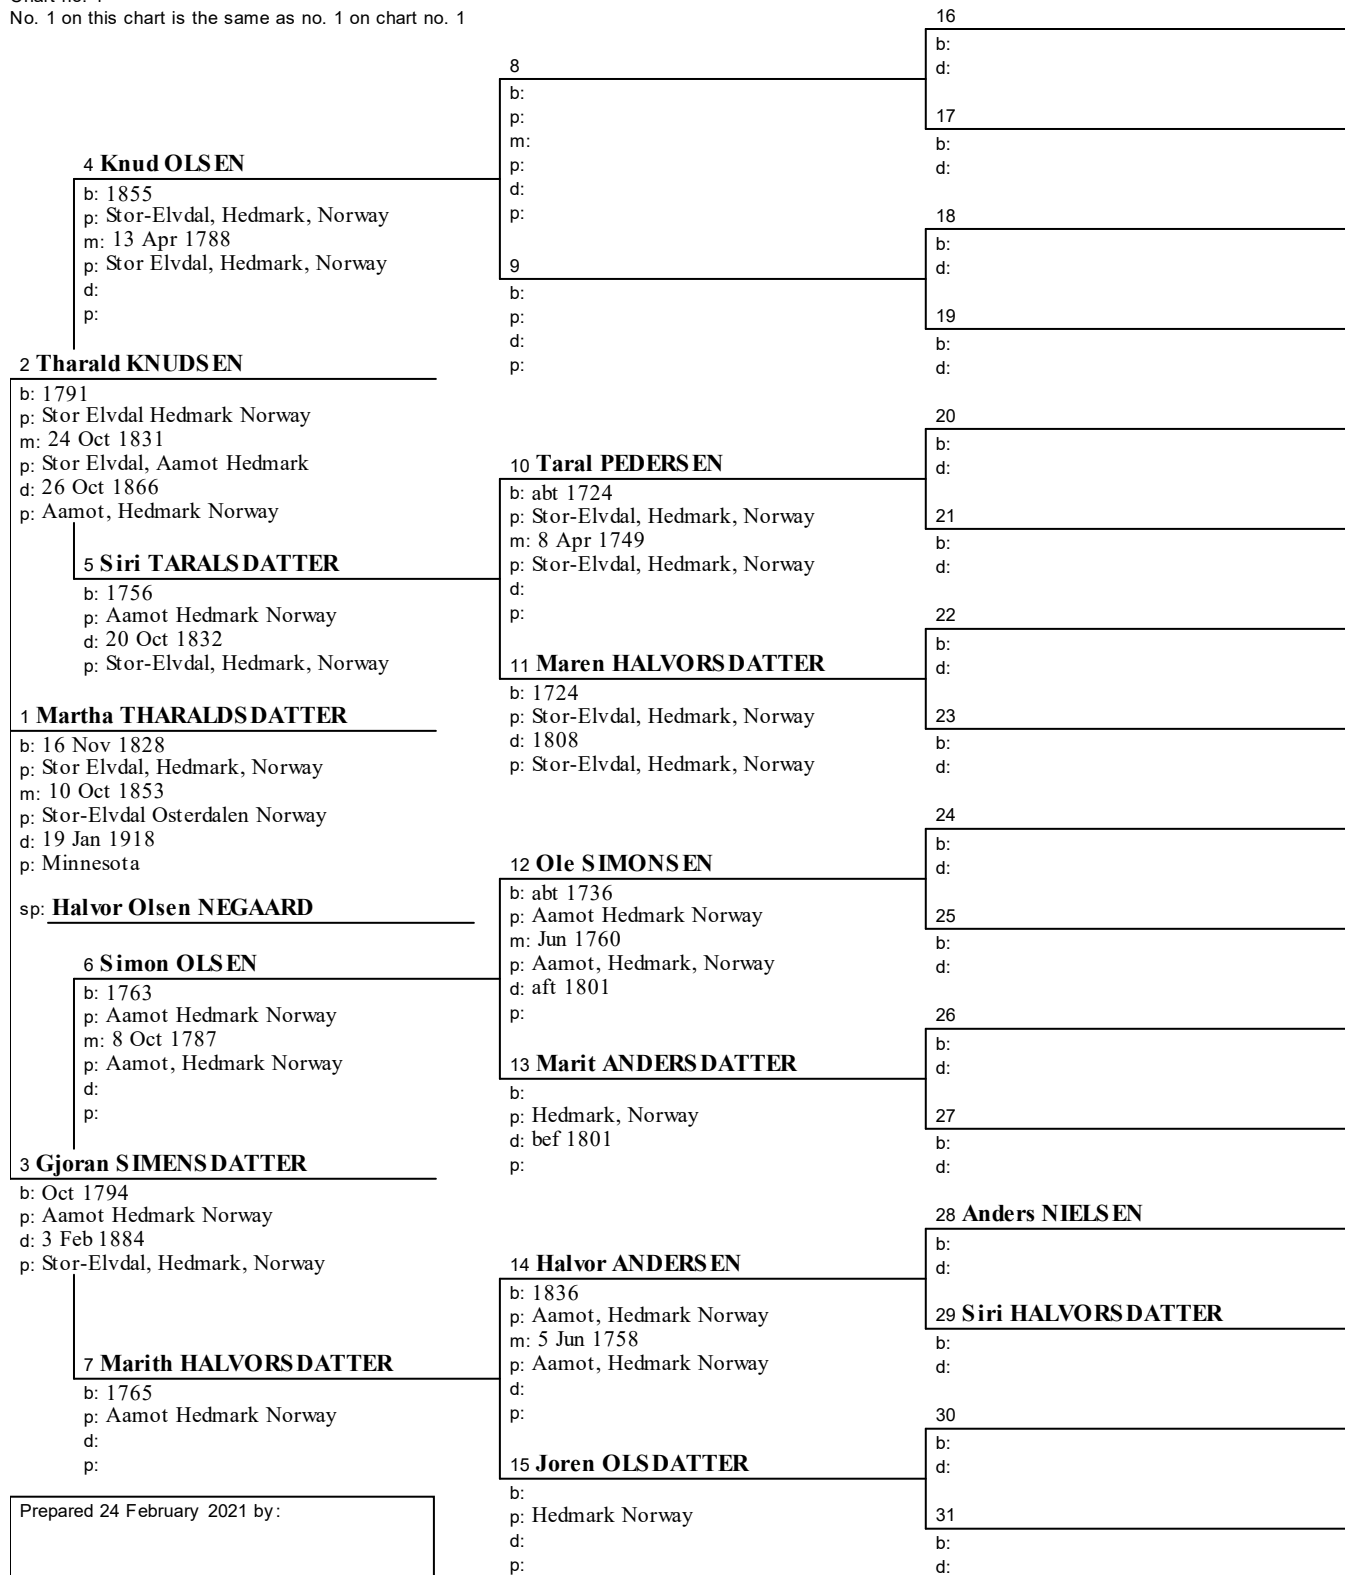 No. 1 on this chart is the same as no. 1 on chart no. 1
16
b:
d:
8
b:
p:
m:
p:
d:
p:
17
b:
d:
4 Knud OLSEN
b: 1855
p: Stor-Elvdal, Hedmark, Norway
m: 13 Apr 1788
p: Stor Elvdal, Hedmark, Norway
d:
p:
18
b:
d:
9
b:
p:
d:
p:
19
b:
d:
2 Tharald KNUDSEN
b: 1791
p: Stor Elvdal Hedmark Norway
m: 24 Oct 1831
p: Stor Elvdal, Aamot Hedmark
d: 26 Oct 1866
p: Aamot, Hedmark Norway
20
b:
d:
10 Taral PEDERSEN
b: abt 1724
p: Stor-Elvdal, Hedmark, Norway
m: 8 Apr 1749
p: Stor-Elvdal, Hedmark, Norway
d:
p:
21
b:
d:
5 Siri TARALSDATTER
b: 1756
p: Aamot Hedmark Norway
d: 20 Oct 1832
p: Stor-Elvdal, Hedmark, Norway
22
b:
d:
11 Maren HALVORSDATTER
b: 1724
p: Stor-Elvdal, Hedmark, Norway
d: 1808
p: Stor-Elvdal, Hedmark, Norway
23
b:
d:
1 Martha THARALDSDATTER
b: 16 Nov 1828
p: Stor Elvdal, Hedmark, Norway
m: 10 Oct 1853
p: Stor-Elvdal Osterdalen Norway
d: 19 Jan 1918
p: Minnesota
sp: Halvor Olsen NEGAARD
24
b:
d:
12 Ole SIMONSEN
b: abt 1736
p: Aamot Hedmark Norway
m: Jun 1760
p: Aamot, Hedmark, Norway
d: aft 1801
p:
25
b:
d:
6 Simon OLSEN
b: 1763
p: Aamot Hedmark Norway
m: 8 Oct 1787
p: Aamot, Hedmark Norway
d:
p:
26
b:
d:
13 Marit ANDERSDATTER
b:
p: Hedmark, Norway
d: bef 1801
p:
27
b:
d:
3 Gjoran SIMENSDATTER
b: Oct 1794
p: Aamot Hedmark Norway
d: 3 Feb 1884
p: Stor-Elvdal, Hedmark, Norway
28 Anders NIELSEN
b:
d:
14 Halvor ANDERSEN
b: 1836
p: Aamot, Hedmark Norway
m: 5 Jun 1758
p: Aamot, Hedmark Norway
d:
p:
29 Siri HALVORSDATTER
b:
d:
7 Marith HALVORSDATTER
b: 1765
p: Aamot Hedmark Norway
d:
p:
30
b:
d:
15 Joren OLSDATTER
b:
p: Hedmark Norway
d:
p:
31
b:
d:
Prepared 24 February 2021 by: